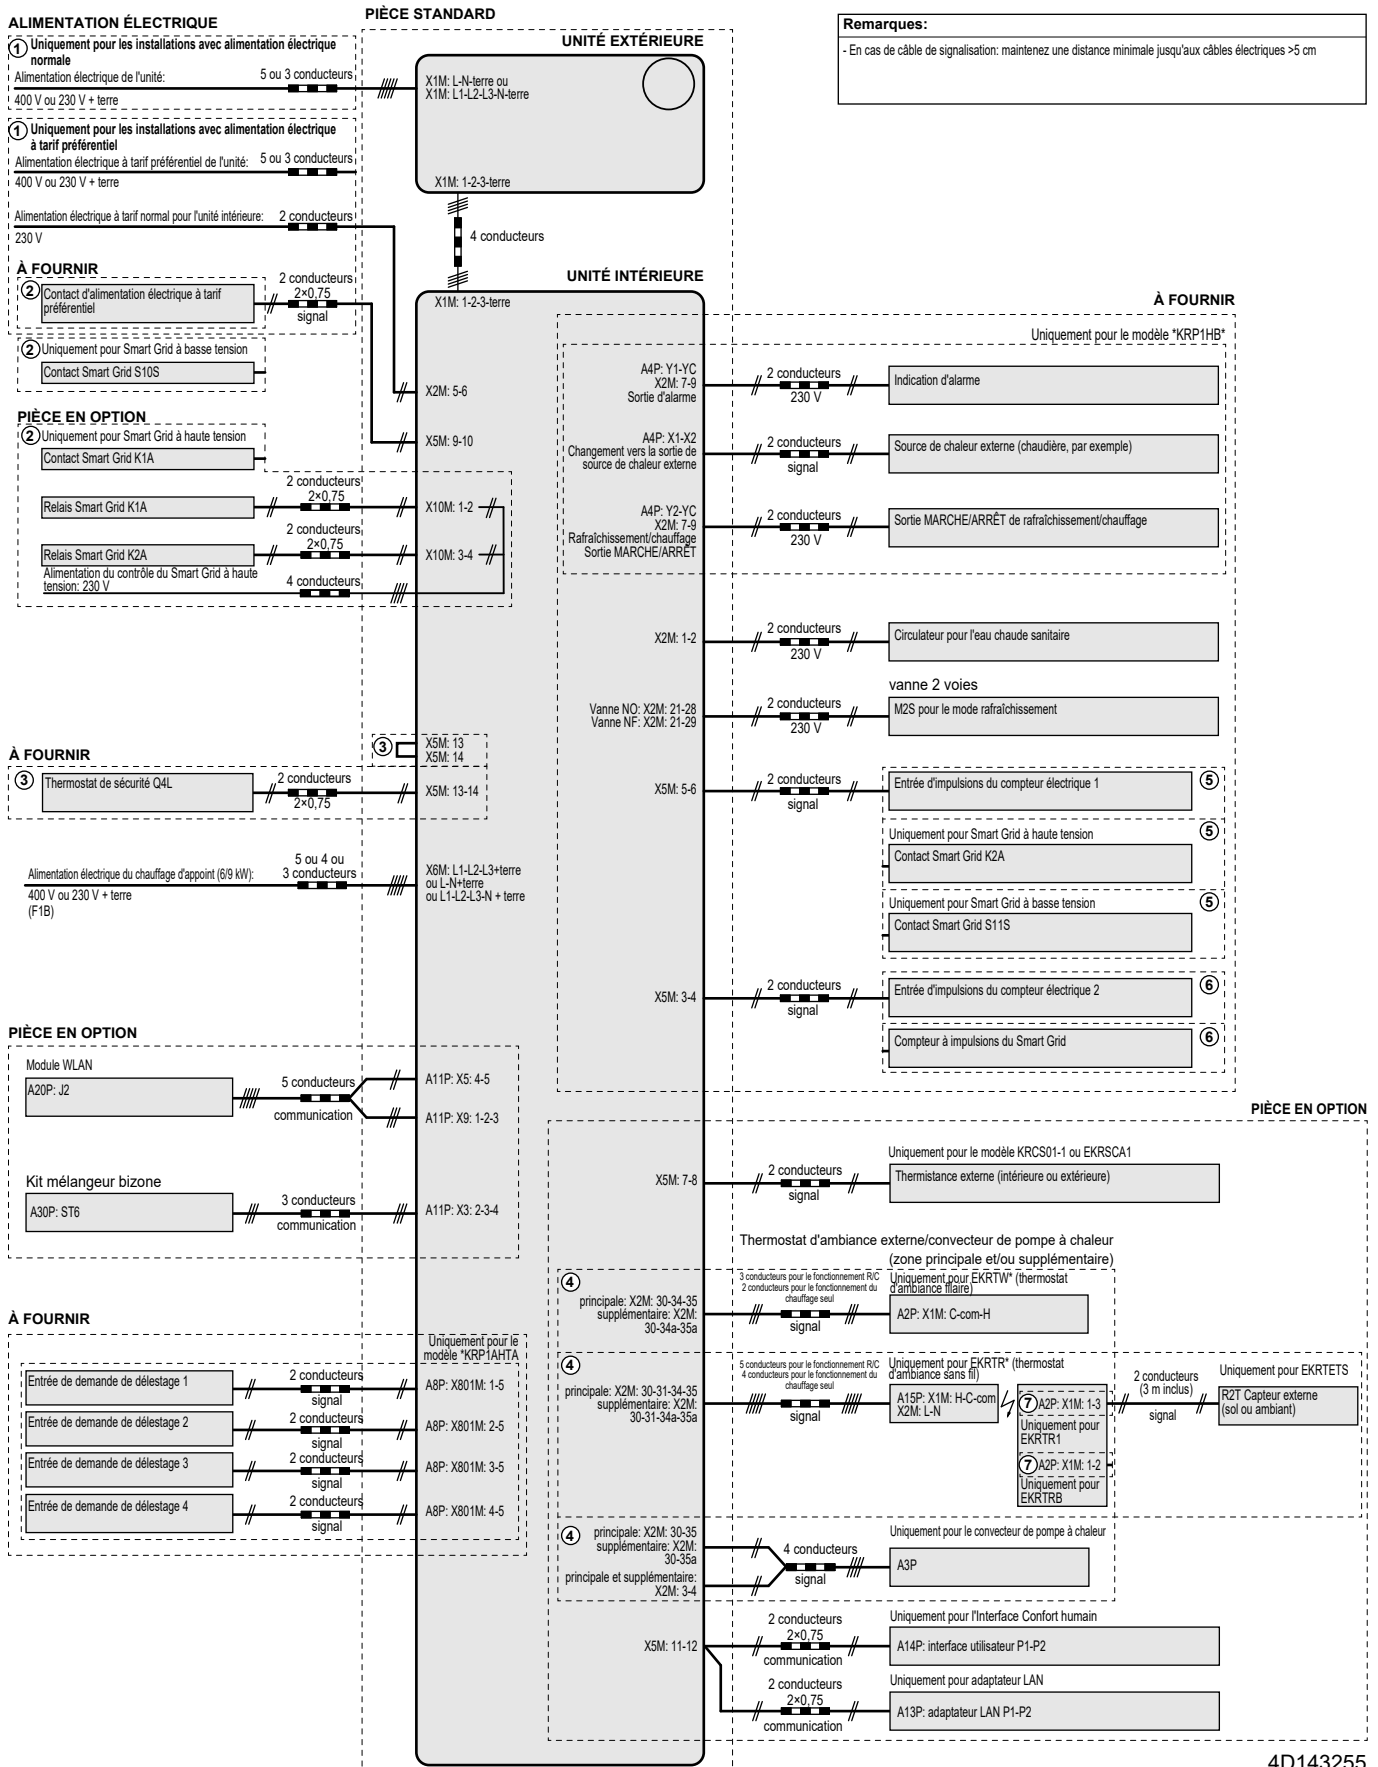 ALIMENTATION ÉLECTRIQUE
1 Uniquement pour les installations avec alimentation électrique
normale
Alimentation électrique de l'unité:
5 ou 3 conducteurs
400 V ou 230 V + terre
1 Uniquement pour les installations avec alimentation électrique
à tarif préférentiel
Alimentation électrique à tarif préférentiel de l'unité:
5 ou 3 conducteurs
400 V ou 230 V + terre
Alimentation électrique à tarif normal pour l'unité intérieure:
2 conducteurs
230 V
À FOURNIR
2 Contact d'alimentation électrique à tarif
préférentiel
2 conducteurs
2×0,75
signal
2 Uniquement pour Smart Grid à basse tension
Contact Smart Grid S10S
PIÈCE EN OPTION
2 Uniquement pour Smart Grid à haute tension
Contact Smart Grid K1A
2 conducteurs
2×0,75
Relais Smart Grid K1A
2 conducteurs
2×0,75
Relais Smart Grid K2A
Alimentation du contrôle du Smart Grid à haute
tension: 230 V
4 conducteurs
À FOURNIR
3 Thermostat de sécurité Q4L
2 conducteurs
2×0,75
Alimentation électrique du chauffage d'appoint (6/9 kW):
5 ou 4 ou
3 conducteurs
400 V ou 230 V + terre
(F1B)
PIÈCE EN OPTION
Module WLAN
A20P: J2
5 conducteurs
communication
Kit mélangeur bizone
A30P: ST6
3 conducteurs
communication
À FOURNIR
Uniquement pour le
modèle *KRP1AHTA
Entrée de demande de délestage 1
2 conducteurs
signal
A8P: X801M: 1-5
Entrée de demande de délestage 2
2 conducteurs
signal
A8P: X801M: 2-5
Entrée de demande de délestage 3
2 conducteurs
signal
A8P: X801M: 3-5
Entrée de demande de délestage 4
2 conducteurs
signal
A8P: X801M: 4-5
PIÈCE STANDARD
UNITÉ EXTÉRIEURE
X1M: L-N-terre ou
X1M: L1-L2-L3-N-terre
X1M: 1-2-3-terre
4 conducteurs
UNITÉ INTÉRIEURE
X1M: 1-2-3-terre
X2M: 5-6
X5M: 9-10
X10M: 1-2
X10M: 3-4
3
X5M: 13
X5M: 14
X5M: 13-14
X6M: L1-L2-L3+terre
ou L-N+terre
ou L1-L2-L3-N + terre
A11P: X5: 4-5
A11P: X9: 1-2-3
A11P: X3: 2-3-4
Remarques:
- En cas de câble de signalisation: maintenez une distance minimale jusqu'aux câbles électriques >5 cm
À FOURNIR
Uniquement pour le modèle *KRP1HB*
A4P: Y1-YC
X2M: 7-9
Sortie d'alarme
2 conducteurs
230 V
Indication d'alarme
A4P: X1-X2
Changement vers la sortie de
source de chaleur externe
2 conducteurs
signal
Source de chaleur externe (chaudière, par exemple)
A4P: Y2-YC
X2M: 7-9
Rafraîchissement/chauffage
Sortie MARCHE/ARRÊT
2 conducteurs
230 V
Sortie MARCHE/ARRÊT de rafraîchissement/chauffage
X2M: 1-2
2 conducteurs
230 V
Circulateur pour l'eau chaude sanitaire
vanne 2 voies
Vanne NO: X2M: 21-28
Vanne NF: X2M: 21-29
2 conducteurs
230 V
M2S pour le mode rafraîchissement
X5M: 5-6
2 conducteurs
signal
Entrée d'impulsions du compteur électrique 1
5
Uniquement pour Smart Grid à haute tension
5
Contact Smart Grid K2A
Uniquement pour Smart Grid à basse tension
5
Contact Smart Grid S11S
X5M: 3-4
2 conducteurs
signal
Entrée d'impulsions du compteur électrique 2
6
Compteur à impulsions du Smart Grid
6
PIÈCE EN OPTION
Uniquement pour le modèle KRCS01-1 ou EKRSCA1
X5M: 7-8
2 conducteurs
signal
Thermistance externe (intérieure ou extérieure)
Thermostat d'ambiance externe/convecteur de pompe à chaleur
(zone principale et/ou supplémentaire)
4
principale: X2M: 30-34-35
supplémentaire: X2M:
30-34a-35a
3 conducteurs pour le fonctionnement R/C
2 conducteurs pour le fonctionnement du
chauffage seul
signal
Uniquement pour EKRTW* (thermostat
d'ambiance filaire)
A2P: X1M: C-com-H
4
principale: X2M: 30-31-34-35
supplémentaire: X2M:
30-31-34a-35a
5 conducteurs pour le fonctionnement R/C
4 conducteurs pour le fonctionnement du
chauffage seul
signal
Uniquement pour EKRTR* (thermostat
d'ambiance sans fil)
A15P: X1M: H-C-com
X2M: L-N
7 A2P: X1M: 1-3
Uniquement pour
EKRTR1
7 A2P: X1M: 1-2
Uniquement pour
EKRTRB
2 conducteurs
(3 m inclus)
signal
Uniquement pour EKRTETS
R2T Capteur externe
(sol ou ambiant)
4
principale: X2M: 30-35
supplémentaire: X2M:
30-35a
principale et supplémentaire:
X2M: 3-4
4 conducteurs
signal
Uniquement pour le convecteur de pompe à chaleur
A3P
Uniquement pour l'Interface Confort humain
X5M: 11-12
2 conducteurs
2×0,75
communication
A14P: interface utilisateur P1-P2
Uniquement pour adaptateur LAN
2 conducteurs
2×0,75
communication
A13P: adaptateur LAN P1-P2
4D143255